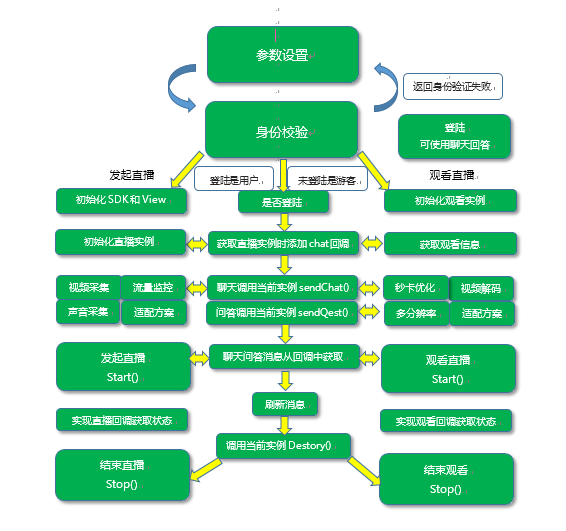 参数设置
返回身份验证失败
身份校验
登陆
可使用聊天回答
发起直播
登陆是用户
未登陆是游客
观看直播
初始化 SDK 和 View
是否登陆
初始化观看实例
初始化直播实例
获取直播实例时添加 chat 回调
获取观看信息
视频采集
流量监控
聊天调用当前实例 sendChat()
秒卡优化
视频解码
声音采集
适配方案
问答调用当前实例 sendQest()
多分辨率
适配方案
发起直播
Start()
聊天问答消息从回调中获取
观看直播
Start()
刷新消息
实现直播回调获取状态
实现观看回调获取状态
调用当前实例 Destory()
结束直播
Stop()
结束观看
Stop()